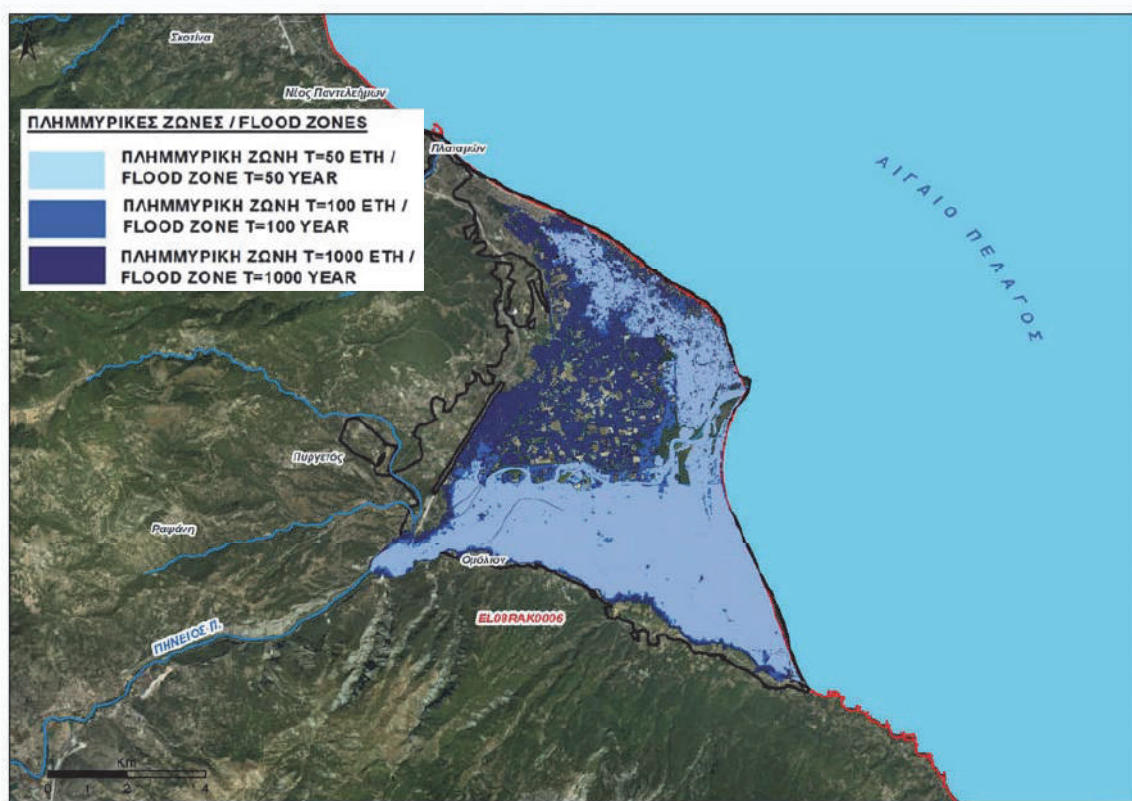 Σκοτίνα
Νέος Παντελεήμων
ΠΛΗΜΜΥΡΙΚΕΣ ΖΩΝΕΣ / FLOOD ZONES
ΠΛΗΜΜΥΡΙΚΗ ΖΩΝΗ Τ=50 ΕΤΗ /
FLOOD ZONE T=50 YEAR
ΠΛΗΜΜΥΡΙΚΗ ΖΩΝΗ Τ=100 ΕΤΗ /
FLOOD ZONE T=100 YEAR
ΠΛΗΜΜΥΡΙΚΗ ΖΩΝΗ Τ=1000 ΕΤΗ /
FLOOD ZONE T=1000 YEAR
Πλαταμών
ΑΙΓΑΙΟ ΠΕΛΑΓΟΣ
Πυργετός
Ραψάνη
Ομόλιον
EL08RAK0006
ΠΗΝΕΙΟΣ Π.
Km
0 1 2 4